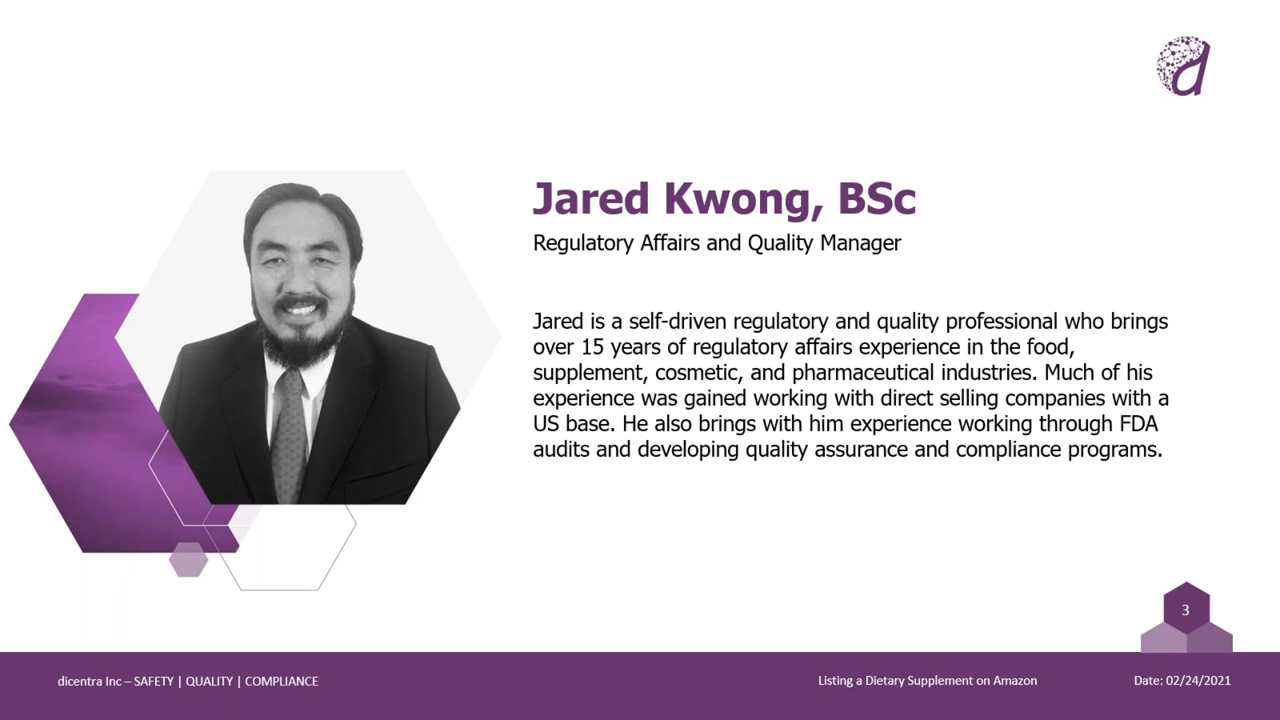 Jared Kwong, BSc
Regulatory Affairs and Quality Manager
Jared is a self-driven regulatory and quality professional who brings
over 15 years of regulatory affairs experience in the food,
supplement, cosmetic, and pharmaceutical industries. Much of his
experience was gained working with direct selling companies with a
US base. He also brings with him experience working through FDA
audits and developing quality assurance and compliance programs.
3
dicentra Inc – SAFETY | QUALITY | COMPLIANCE
Listing a Dietary Supplement on Amazon
Date: 02/24/2021